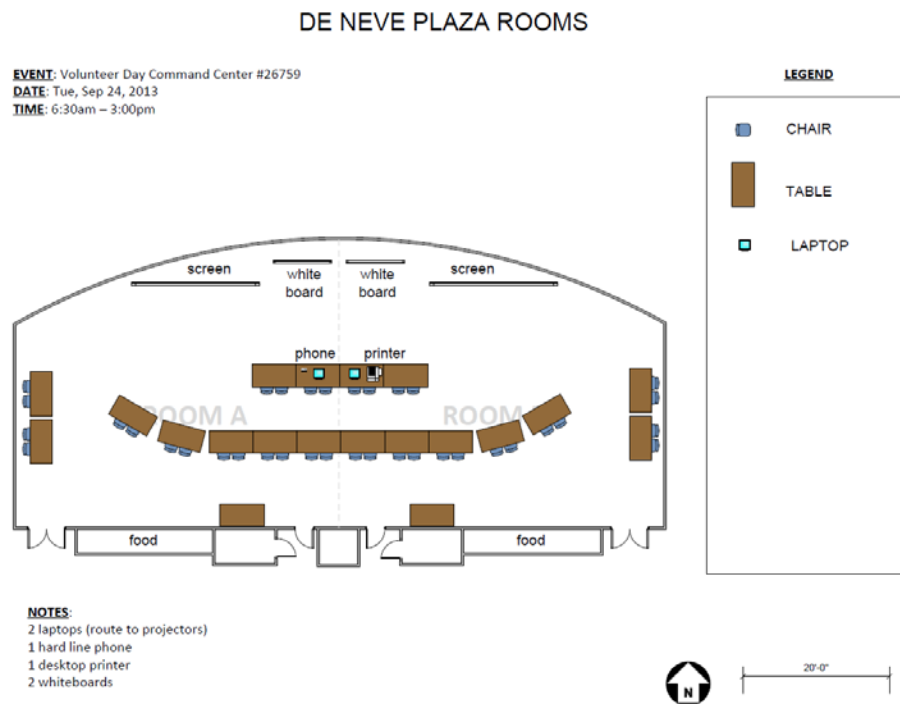 DE NEVE PLAZA ROOMS
EVENT: Volunteer Day Command Center #26759
DATE: Tue, Sep 24, 2013
TIME: 6:30am – 3:00pm
LEGEND
CHAIR
TABLE
LAPTOP
screen
white
board
white
board
screen
phone
printer
ROOM A
ROOM
food
food
NOTES:
2 laptops (route to projectors)
1 hard line phone
1 desktop printer
2 whiteboards
N
20'-0"